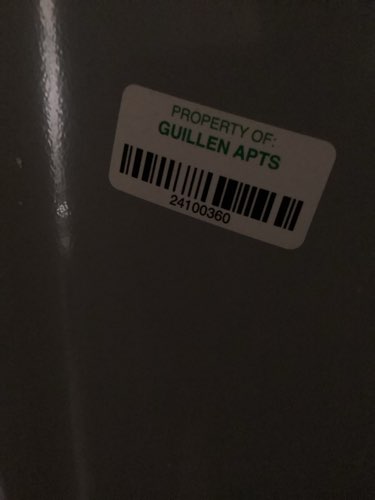 PROPERTY OF:
GUILLEN APTS
24100360